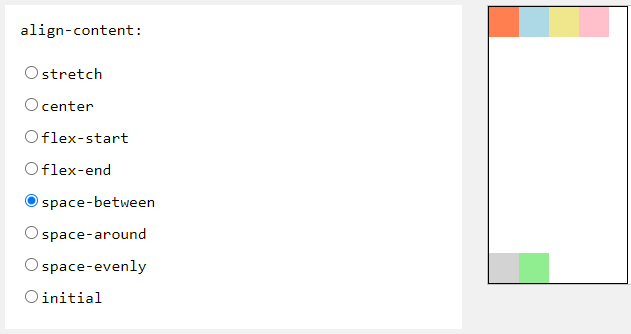 align-content:
stretch
center
flex-start
flex-end
space-between
space-around
space-evenly
initial